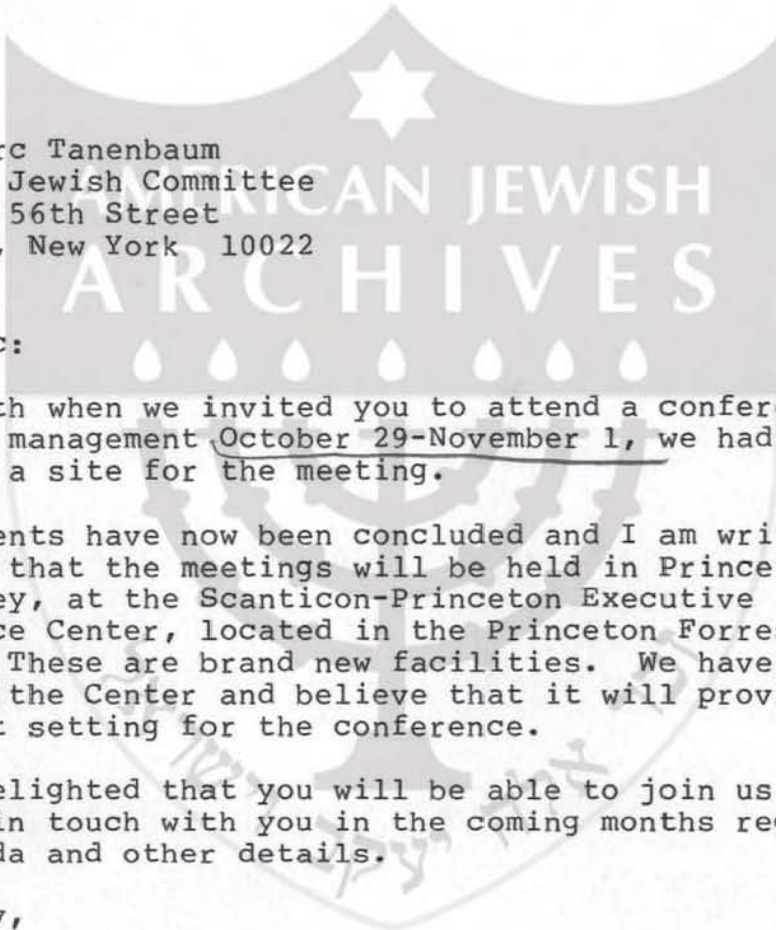 rc Tanenbaum
Jewish Committee
56th Street
, New York 10022
AMERICAN JEWISH
ARCHIVES
c:
th when we invited you to attend a confer
management October 29-November 1, we had
a site for the meeting.
ents have now been concluded and I am wri
that the meetings will be held in Prince
ey, at the Scanticon-Princeton Executive
ce Center, located in the Princeton Forre
These are brand new facilities. We have
the Center and believe that it will prov
t setting for the conference.
elighted that you will be able to join us
in touch with you in the coming months re
da and other details.
y,